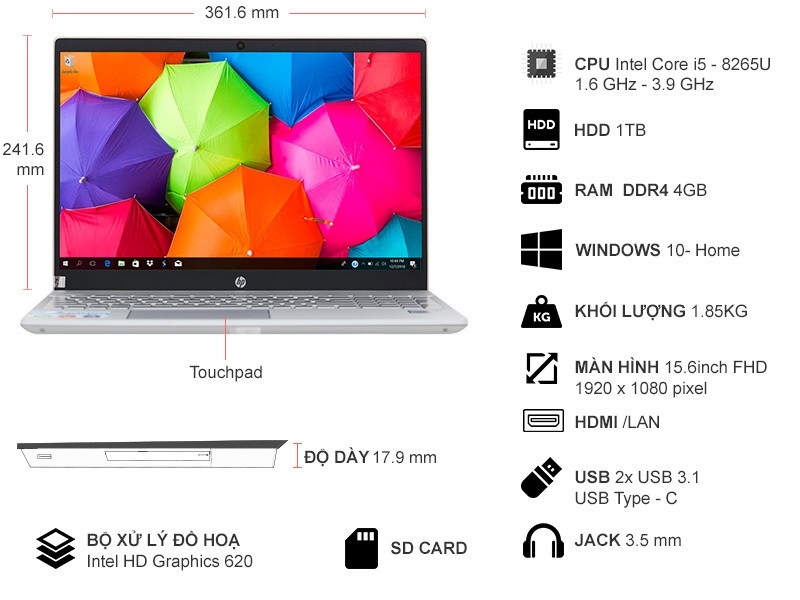 361.6 mm
241.6
mm
hp
Touchpad
ĐỘ DÀY 17.9 mm
BỘ XỬ LÝ ĐỒ HOẠ
Intel HD Graphics 620
SD CARD
CPU Intel Core i5 - 8265U
1.6 GHz - 3.9 GHz
HDD
HDD 1TB
RAM DDR4 4GB
WINDOWS 10- Home
KG
KHỐI LƯỢNG 1.85KG
MÀN HÌNH 15.6inch FHD
1920 x 1080 pixel
HDMI /LAN
USB 2x USB 3.1
USB Type - C
JACK 3.5 mm